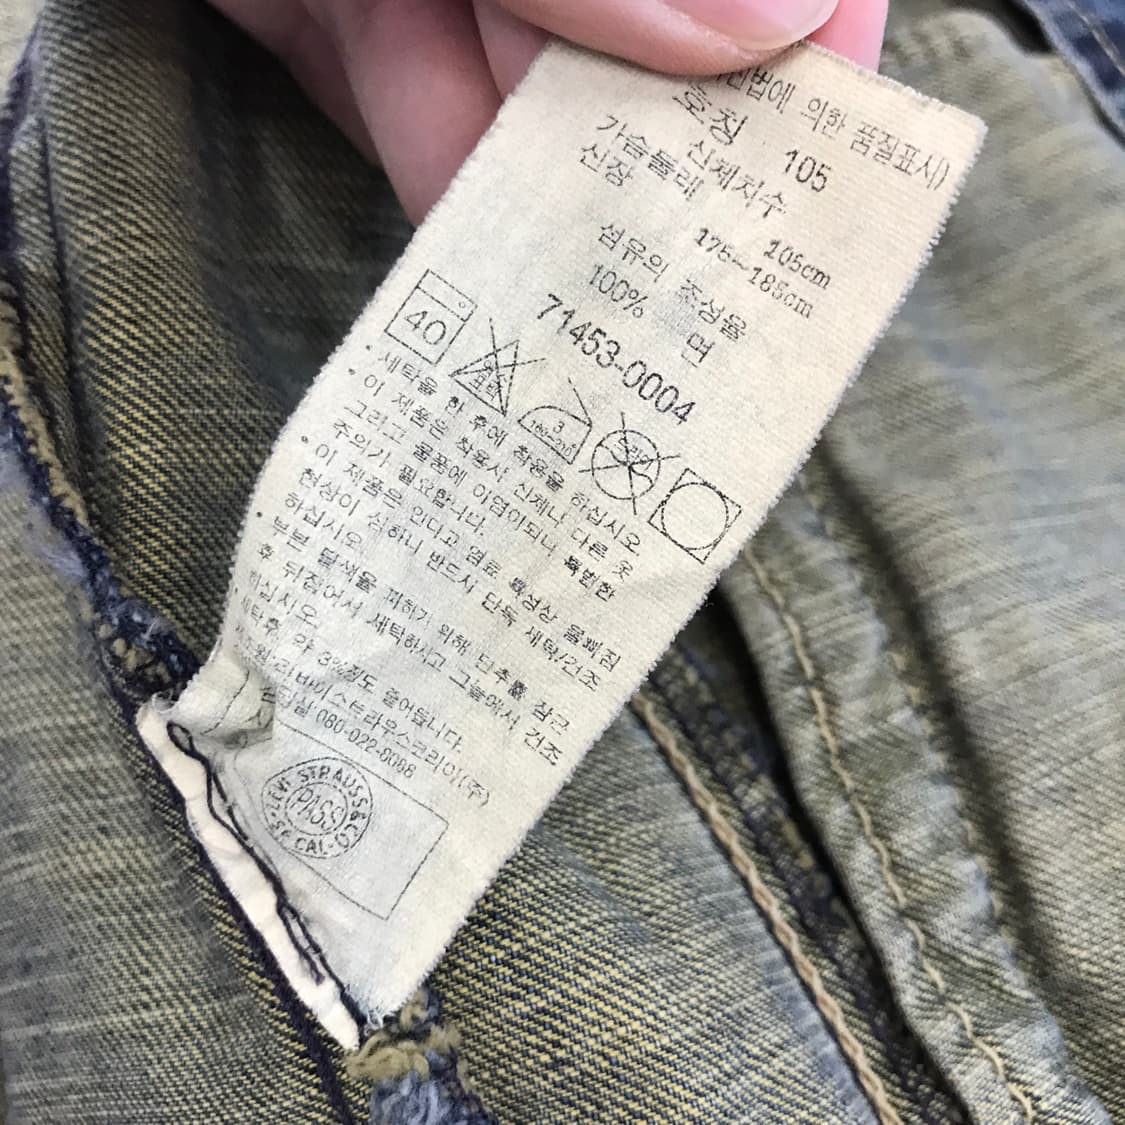 의한 품질표시)
호칭 105
신체치수
가슴둘레 105cm
신장 175~185cm
섬유의 조성율
100% 면
71453-0004
40
3
드라이
• 세탁을 한 후에 착용을 하십시오
• 이 제품은 착용시 신체나 다른 옷
그리고 물품에 이염이되니 특별한
주의가 필요합니다.
• 이 제품은 인디고 염료 특성상 물빠짐
현상이 심하니 반드시 단독 세탁/건조
하십시오.
• 부분 탈색을 피하기 위해 단추를 잠근
후 뒤집어서 세탁하시고 그늘에서 건조
하십시오.
세탁후 약 3%정도 줄어듭니다.
리바이스트라우스코리아(주)
080-022-8088
LEVI STRAUSS & CO
S.F. CAL.
PASS